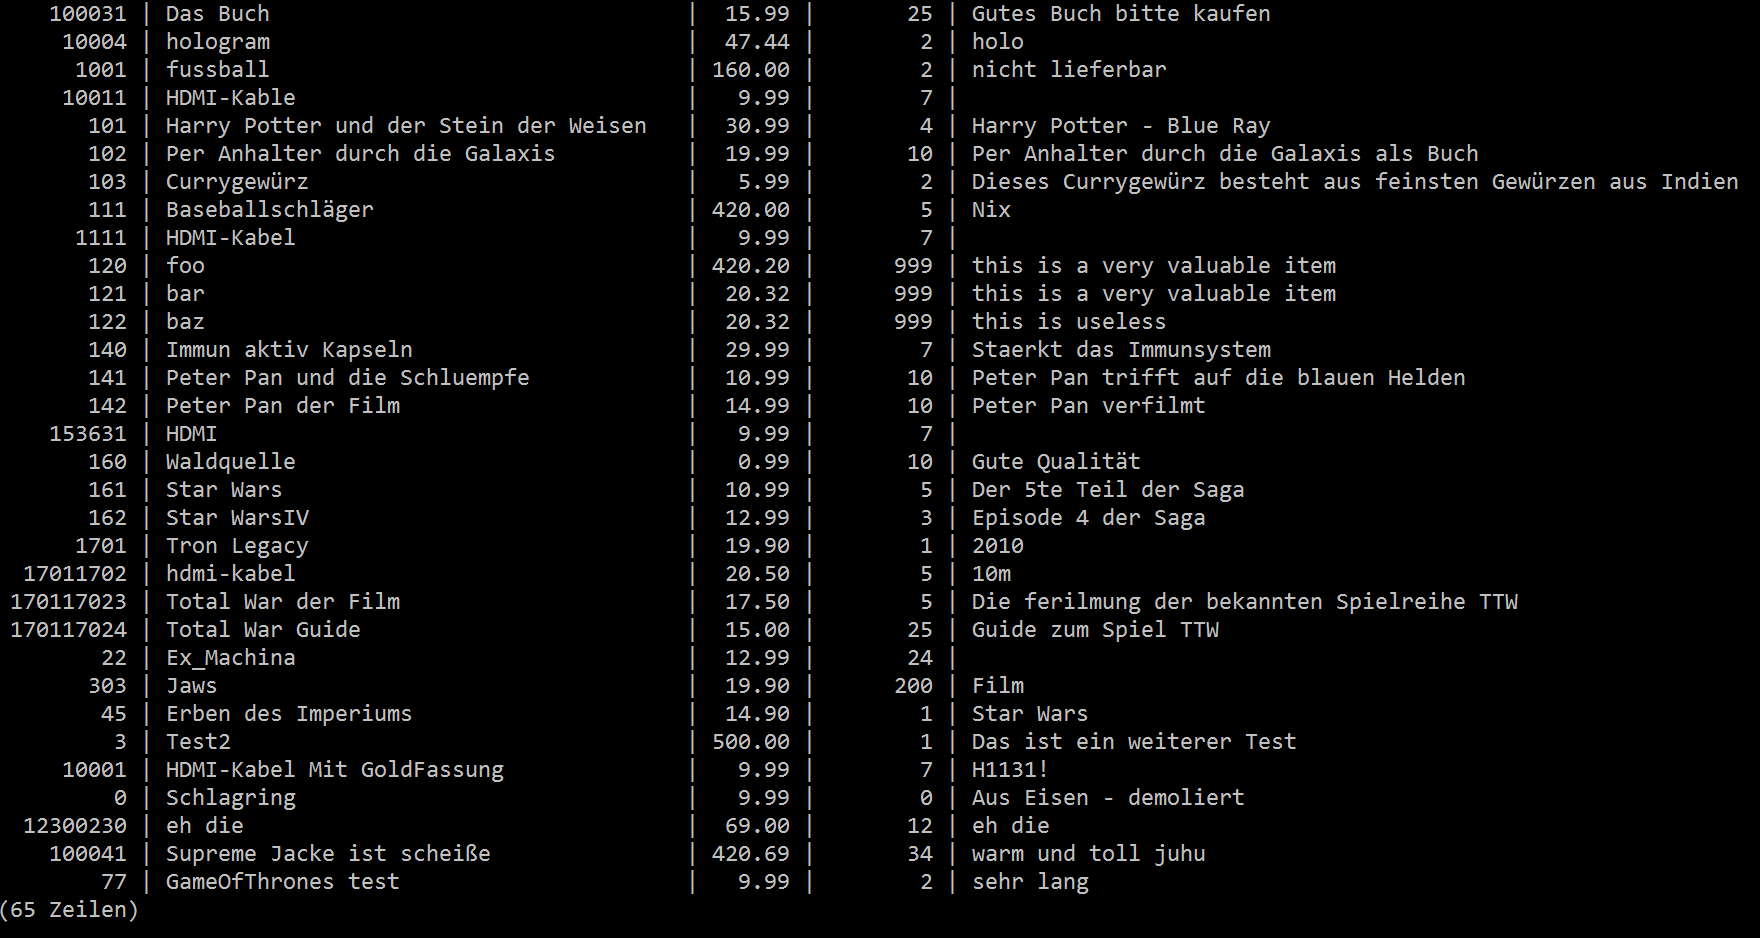 100031 | Das Buch | 15.99 | 25 | Gutes Buch bitte kaufen
10004 | hologram | 47.44 | 2 | holo
1001 | fussball | 160.00 | 2 | nicht lieferbar
10011 | HDMI-Kable | 9.99 | 7 |
101 | Harry Potter und der Stein der Weisen | 30.99 | 4 | Harry Potter - Blue Ray
102 | Per Anhalter durch die Galaxis | 19.99 | 10 | Per Anhalter durch die Galaxis als Buch
103 | Currygewürz | 5.99 | 2 | Dieses Currygewürz besteht aus feinsten Gewürzen aus Indien
111 | Baseballschläger | 420.00 | 5 | Nix
1111 | HDMI-Kabel | 9.99 | 7 |
120 | foo | 420.20 | 999 | this is a very valuable item
121 | bar | 20.32 | 999 | this is a very valuable item
122 | baz | 20.32 | 999 | this is useless
140 | Immun aktiv Kapseln | 29.99 | 7 | Staerkt das Immunsystem
141 | Peter Pan und die Schluempfe | 10.99 | 10 | Peter Pan trifft auf die blauen Helden
142 | Peter Pan der Film | 14.99 | 10 | Peter Pan verfilmt
153631 | HDMI | 9.99 | 7 |
160 | Waldquelle | 0.99 | 10 | Gute Qualität
161 | Star Wars | 10.99 | 5 | Der 5te Teil der Saga
162 | Star WarsIV | 12.99 | 3 | Episode 4 der Saga
1701 | Tron Legacy | 19.90 | 1 | 2010
17011702 | hdmi-kabel | 20.50 | 5 | 10m
170117023 | Total War der Film | 17.50 | 5 | Die ferilmung der bekannten Spielreihe TTW
170117024 | Total War Guide | 15.00 | 25 | Guide zum Spiel TTW
22 | Ex_Machina | 12.99 | 24 |
303 | Jaws | 19.90 | 200 | Film
45 | Erben des Imperiums | 14.90 | 1 | Star Wars
3 | Test2 | 500.00 | 1 | Das ist ein weiterer Test
10001 | HDMI-Kabel Mit GoldFassung | 9.99 | 7 | H1131!
0 | Schlagring | 9.99 | 0 | Aus Eisen - demoliert
12300230 | eh die | 69.00 | 12 | eh die
100041 | Supreme Jacke ist scheiße | 420.69 | 34 | warm und toll juhu
77 | GameOfThrones test | 9.99 | 2 | sehr lang
(65 Zeilen)